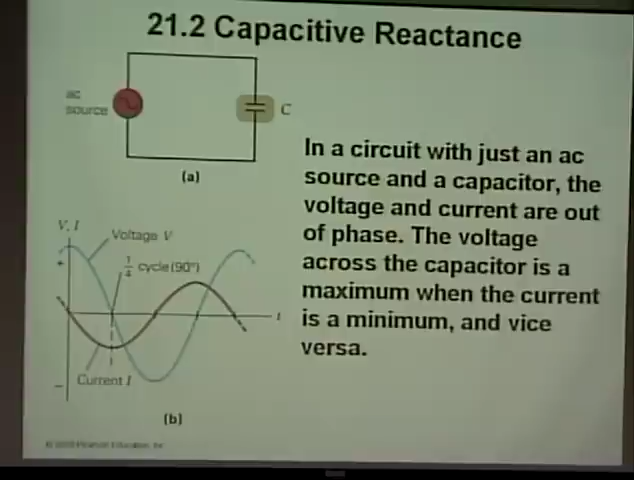 21.2 Capacitive Reactance
ac
source
C
(a)
In a circuit with just an ac
source and a capacitor, the
voltage and current are out
of phase. The voltage
across the capacitor is a
maximum when the current
is a minimum, and vice
versa.
V, I
Voltage V
+
1/4 cycle (90°)
t
−
Current I
(b)
Pearson Education, Inc